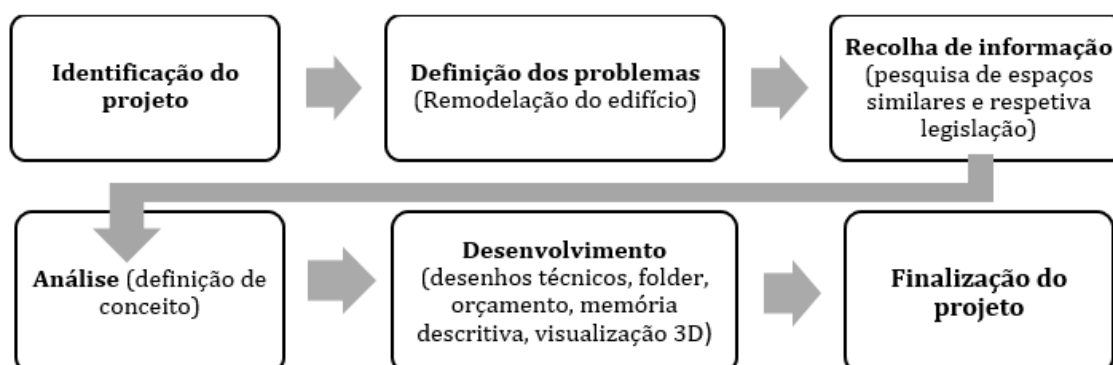 Identificação do
projeto
Definição dos problemas
(Remodelação do edifício)
Recolha de informação
(pesquisa de espaços
similares e respetiva
legislação)
Análise (definição de
conceito)
Desenvolvimento
(desenhos técnicos, folder,
orçamento, memória
descritiva, visualização 3D)
Finalização do
projeto